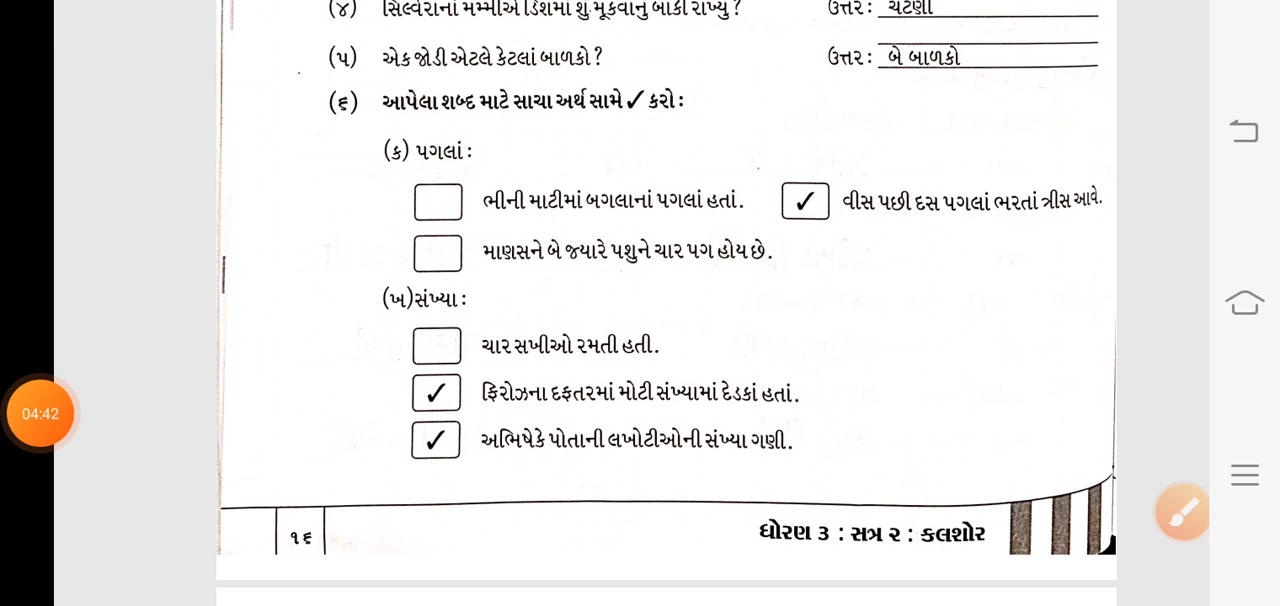 (૪) સિલ્વેરાનાં મમ્મીએ ડિશમાં શું મૂકવાનું બાકી રાખ્યું? ઉત્તર: ચટણી
(૫) એક જોડી એટલે કેટલાં બાળકો? ઉત્તર: બે બાળકો
(૬) આપેલા શબ્દ માટે સાચા અર્થ સામે ✓ કરો:
(ક) પગલાં:
ભીની માટીમાં બગલાનાં પગલાં હતાં. ✓ વીસ પછી દસ પગલાં ભરતાં ત્રીસ આવે.
માણસને બે જ્યારે પશુને ચાર પગ હોય છે.
(ખ) સંખ્યા:
ચાર સખીઓ રમતી હતી.
✓ ફિરોઝના દફતરમાં મોટી સંખ્યામાં દેડકાં હતાં.
✓ અભિષેકે પોતાની લખોટીઓની સંખ્યા ગણી.
04:42
૧૬ ધોરણ ૩ : સત્ર ૨ : કલશોર